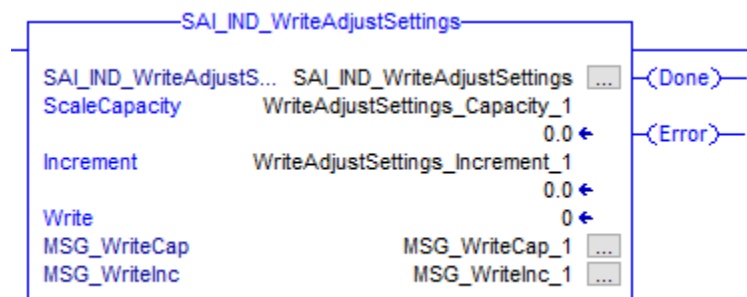 SAI_IND_WriteAdjustSettings
SAI_IND_WriteAdjustS... SAI_IND_WriteAdjustSettings ... (Done)
ScaleCapacity WriteAdjustSettings_Capacity_1
0.0 (Error)
Increment WriteAdjustSettings_Increment_1
0.0
Write 0
MSG_WriteCap MSG_WriteCap_1 ...
MSG_WriteInc MSG_WriteInc_1 ...